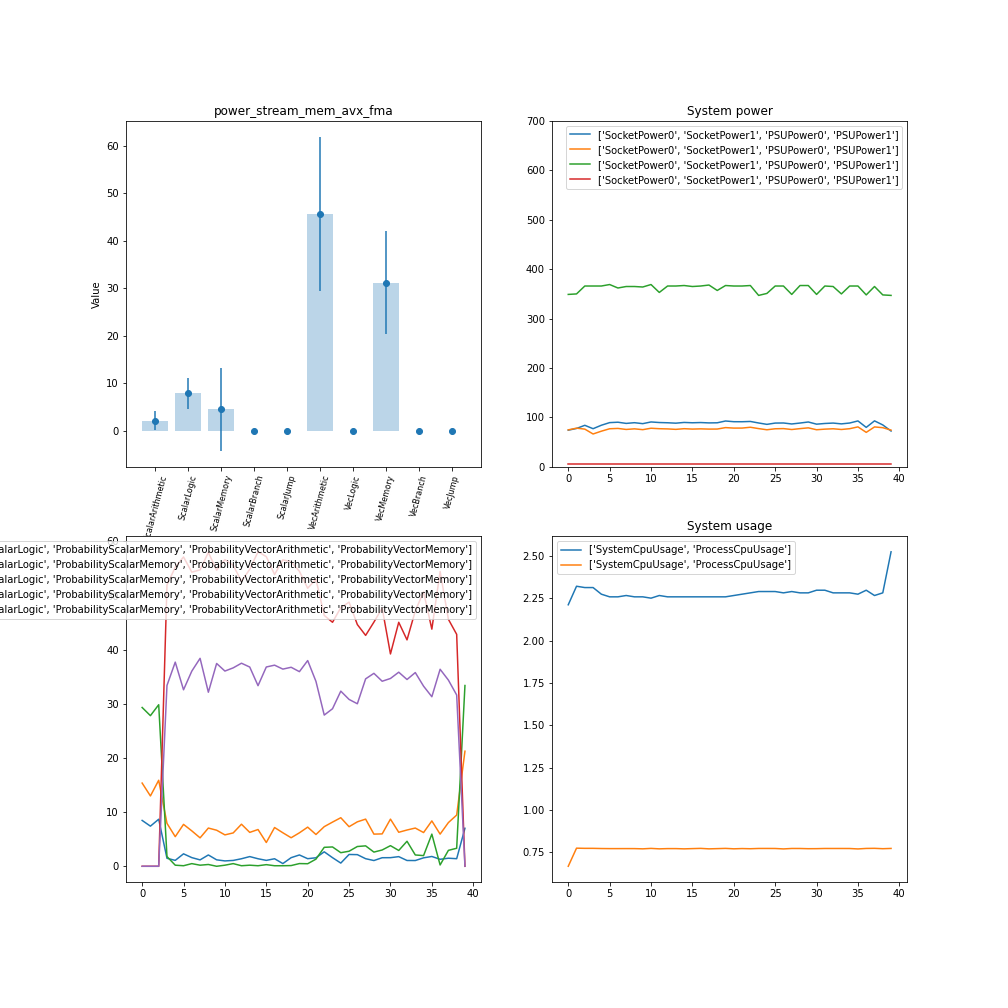 power_stream_mem_avx_fma
System power
Value
60
50
40
30
20
10
0
calarArithmetic
ScalarLogic
ScalarMemory
ScalarBranch
ScalarJump
VecArithmetic
VecLogic
VecMemory
VecBranch
VecJump
700
600
500
400
300
200
100
0
['SocketPower0', 'SocketPower1', 'PSUPower0', 'PSUPower1']
['SocketPower0', 'SocketPower1', 'PSUPower0', 'PSUPower1']
['SocketPower0', 'SocketPower1', 'PSUPower0', 'PSUPower1']
['SocketPower0', 'SocketPower1', 'PSUPower0', 'PSUPower1']
0 5 10 15 20 25 30 35 40
alarLogic', 'ProbabilityScalarMemory', 'ProbabilityVectorArithmetic', 'ProbabilityVectorMemory']
alarLogic', 'ProbabilityScalarMemory', 'ProbabilityVectorArithmetic', 'ProbabilityVectorMemory']
alarLogic', 'ProbabilityScalarMemory', 'ProbabilityVectorArithmetic', 'ProbabilityVectorMemory']
alarLogic', 'ProbabilityScalarMemory', 'ProbabilityVectorArithmetic', 'ProbabilityVectorMemory']
alarLogic', 'ProbabilityScalarMemory', 'ProbabilityVectorArithmetic', 'ProbabilityVectorMemory']
60
40
30
20
10
0
0 5 10 15 20 25 30 35 40
System usage
['SystemCpuUsage', 'ProcessCpuUsage']
['SystemCpuUsage', 'ProcessCpuUsage']
2.50
2.25
2.00
1.75
1.50
1.25
1.00
0.75
0 5 10 15 20 25 30 35 40